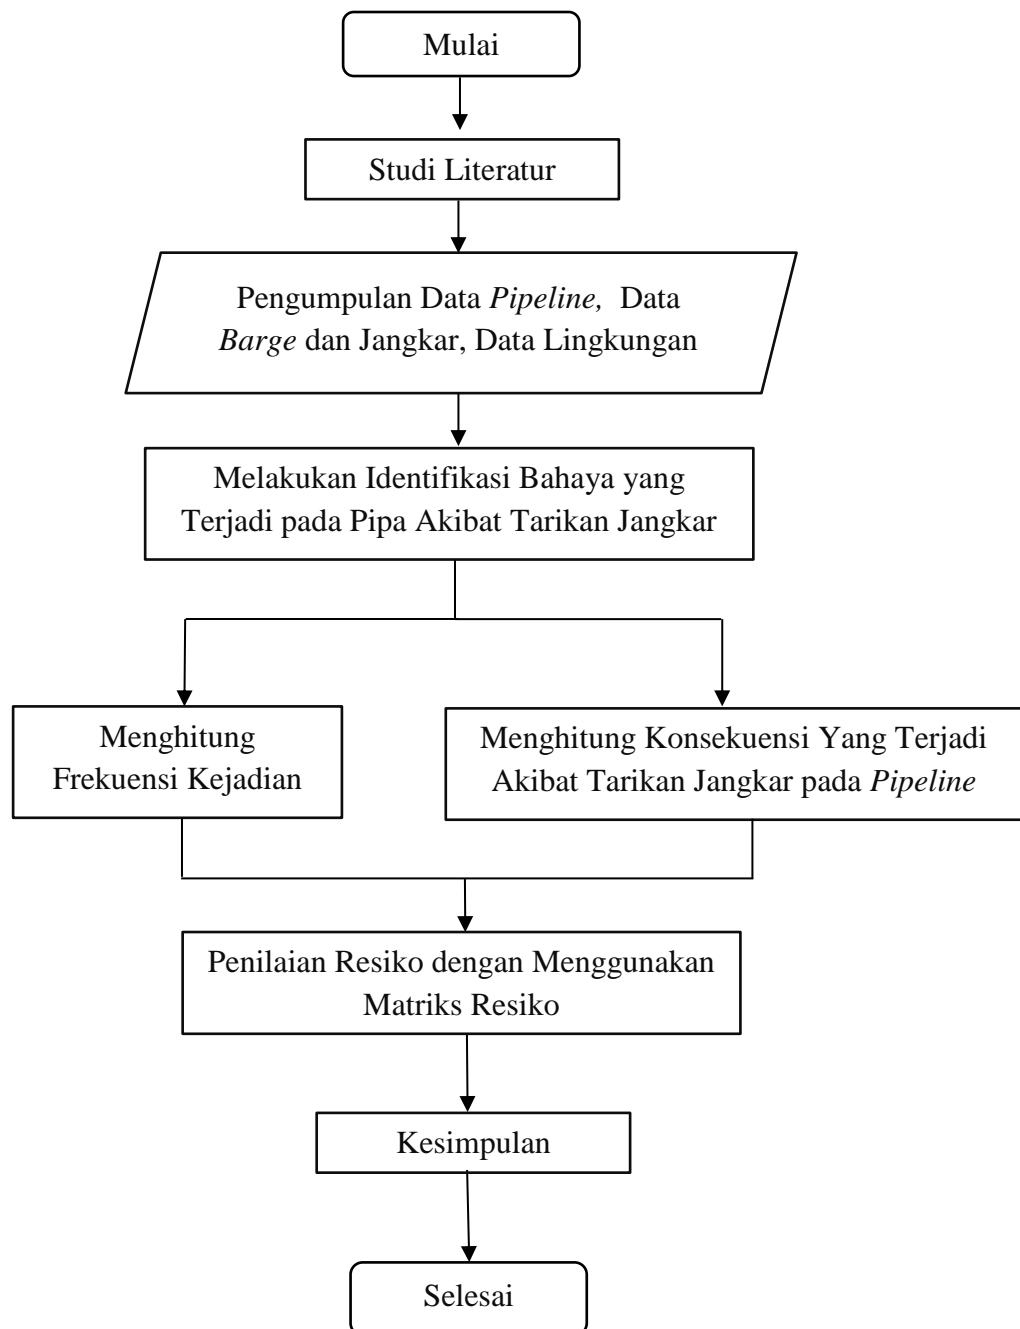 Mulai
Studi Literatur
Pengumpulan Data Pipeline, Data
Barge dan Jangkar, Data Lingkungan
Melakukan Identifikasi Bahaya yang
Terjadi pada Pipa Akibat Tarikan Jangkar
Menghitung
Frekuensi Kejadian
Menghitung Konsekuensi Yang Terjadi
Akibat Tarikan Jangkar pada Pipeline
Penilaian Resiko dengan Menggunakan
Matriks Resiko
Kesimpulan
Selesai